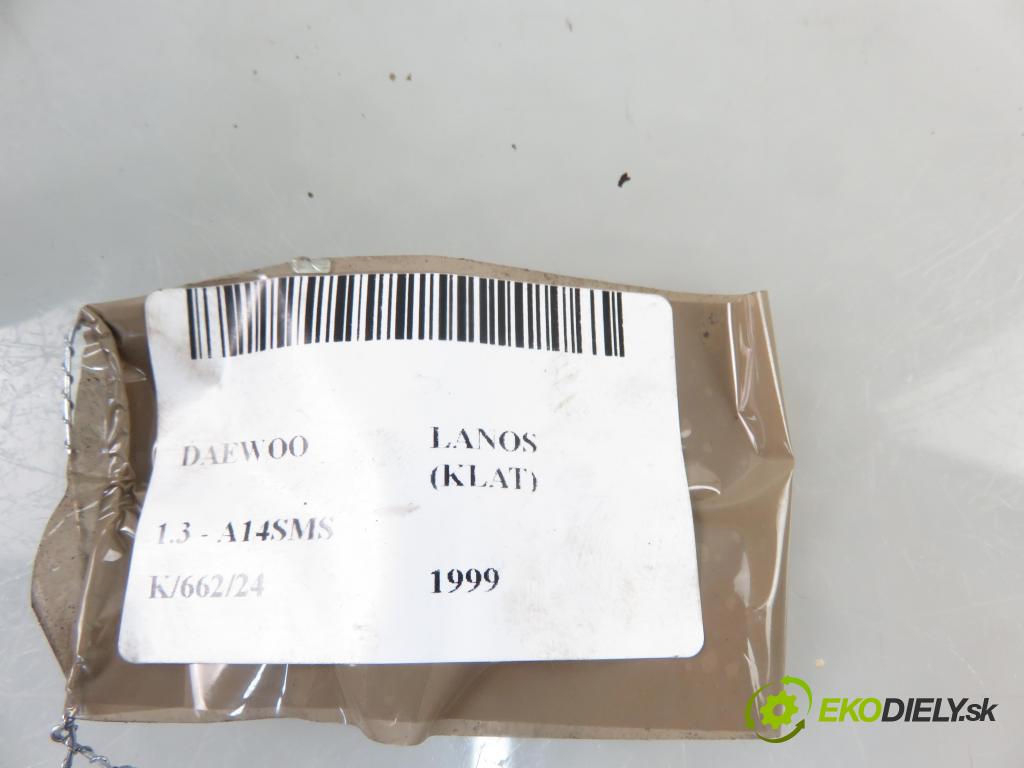 DAEWOO LANOS
(KLAT)
1.3 - A14SMS
K/662/24 1999
EKODIELY.sk